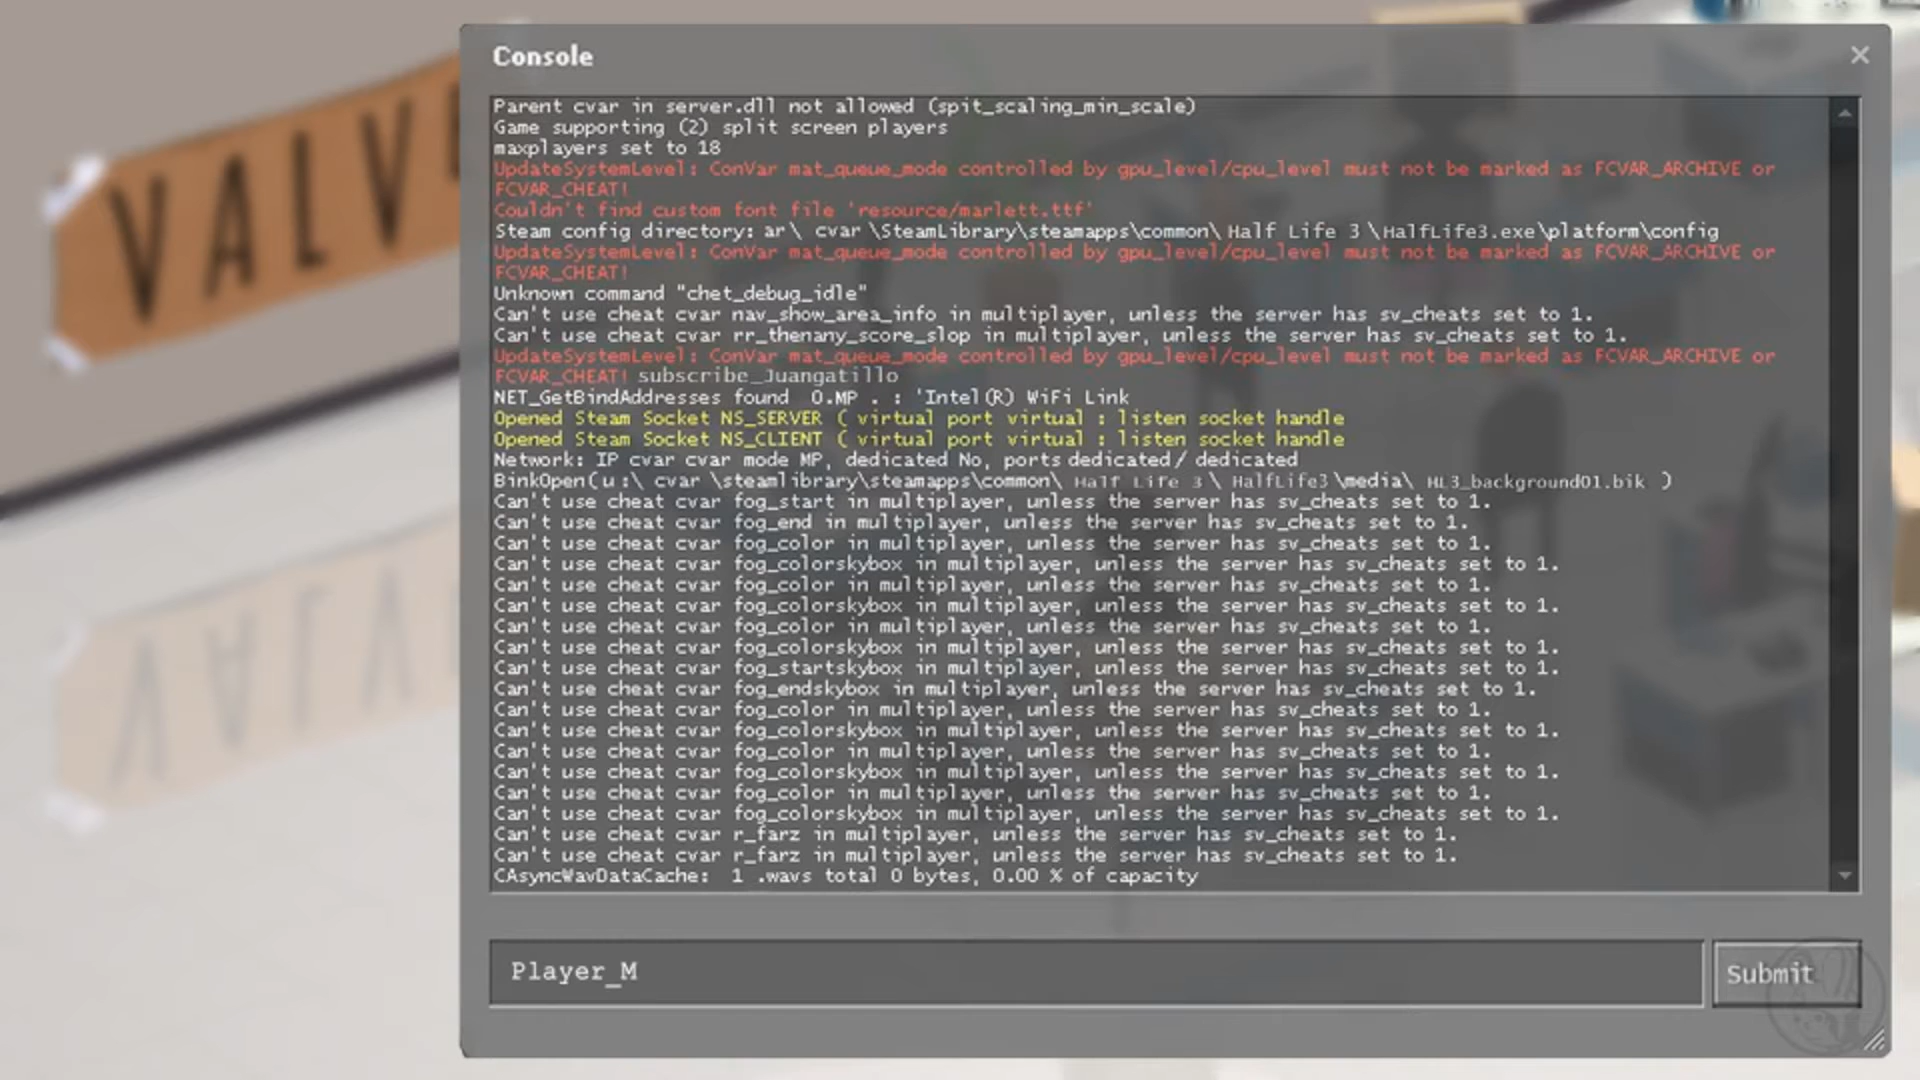 VALV
Console
Parent cvar in server.dll not allowed (spit_scaling_min_scale)
Game supporting (2) split screen players
maxplayers set to 18
UpdateSystemLevel: ConVar mat_queue_mode controlled by gpu_level/cpu_level must not be marked as FCVAR_ARCHIVE or
FCVAR_CHEAT!
Couldn't find custom font file 'resource/marlett.ttf'
Steam config directory: ar\ cvar \SteamLibrary\steamapps\common\ Half Life 3 \HalfLife3.exe\platform\config
UpdateSystemLevel: ConVar mat_queue_mode controlled by gpu_level/cpu_level must not be marked as FCVAR_ARCHIVE or
FCVAR_CHEAT!
Unknown command "chet_debug_idle"
Can't use cheat cvar nav_show_area_info in multiplayer, unless the server has sv_cheats set to 1.
Can't use cheat cvar rr_thenany_score_slop in multiplayer, unless the server has sv_cheats set to 1.
UpdateSystemLevel: ConVar mat_queue_mode controlled by gpu_level/cpu_level must not be marked as FCVAR_ARCHIVE or
FCVAR_CHEAT! subscribe_Juangatillo
NET_GetBindAddresses found 0.MP . : 'Intel(R) WiFi Link
Opened Steam Socket NS_SERVER ( virtual port virtual : listen socket handle
Opened Steam Socket NS_CLIENT ( virtual port virtual : listen socket handle
Network: IP cvar cvar mode MP, dedicated No, ports dedicated/ dedicated
BinkOpen(u:\ cvar \steamlibrary\steamapps\common\ Half Life 3 \ HalfLife3\media\ HL3_background01.bik )
Can't use cheat cvar fog_start in multiplayer, unless the server has sv_cheats set to 1.
Can't use cheat cvar fog_end in multiplayer, unless the server has sv_cheats set to 1.
Can't use cheat cvar fog_color in multiplayer, unless the server has sv_cheats set to 1.
Can't use cheat cvar fog_colorskybox in multiplayer, unless the server has sv_cheats set to 1.
Can't use cheat cvar fog_color in multiplayer, unless the server has sv_cheats set to 1.
Can't use cheat cvar fog_colorskybox in multiplayer, unless the server has sv_cheats set to 1.
Can't use cheat cvar fog_color in multiplayer, unless the server has sv_cheats set to 1.
Can't use cheat cvar fog_colorskybox in multiplayer, unless the server has sv_cheats set to 1.
Can't use cheat cvar fog_startskybox in multiplayer, unless the server has sv_cheats set to 1.
Can't use cheat cvar fog_endskybox in multiplayer, unless the server has sv_cheats set to 1.
Can't use cheat cvar fog_color in multiplayer, unless the server has sv_cheats set to 1.
Can't use cheat cvar fog_colorskybox in multiplayer, unless the server has sv_cheats set to 1.
Can't use cheat cvar fog_color in multiplayer, unless the server has sv_cheats set to 1.
Can't use cheat cvar fog_colorskybox in multiplayer, unless the server has sv_cheats set to 1.
Can't use cheat cvar fog_color in multiplayer, unless the server has sv_cheats set to 1.
Can't use cheat cvar fog_colorskybox in multiplayer, unless the server has sv_cheats set to 1.
Can't use cheat cvar r_farz in multiplayer, unless the server has sv_cheats set to 1.
Can't use cheat cvar r_farz in multiplayer, unless the server has sv_cheats set to 1.
CAsyncWavDataCache: 1 .wavs total 0 bytes, 0.00 % of capacity
Player_M
Submit